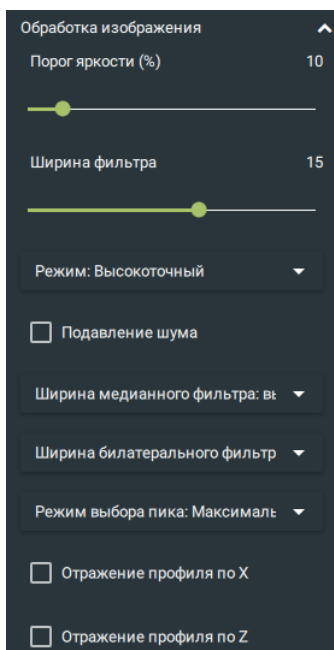 Обработка изображения
Порог яркости (%) 10
Ширина фильтра 15
Режим: Высокоточный
Подавление шума
Ширина медианного фильтра: вы
Ширина билатерального фильтр
Режим выбора пика: Максималь
Отражение профиля по X
Отражение профиля по Z